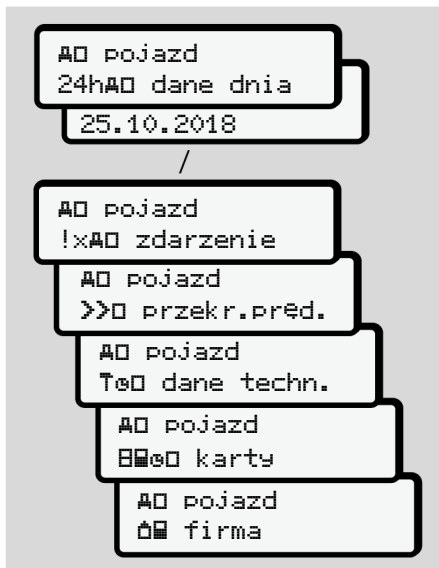 pojazd
24h dane dnia
25.10.2018
/
pojazd
!x zdarzenie
pojazd
>> przekr.pręd.
pojazd
dane techn.
pojazd
karty
pojazd
firma